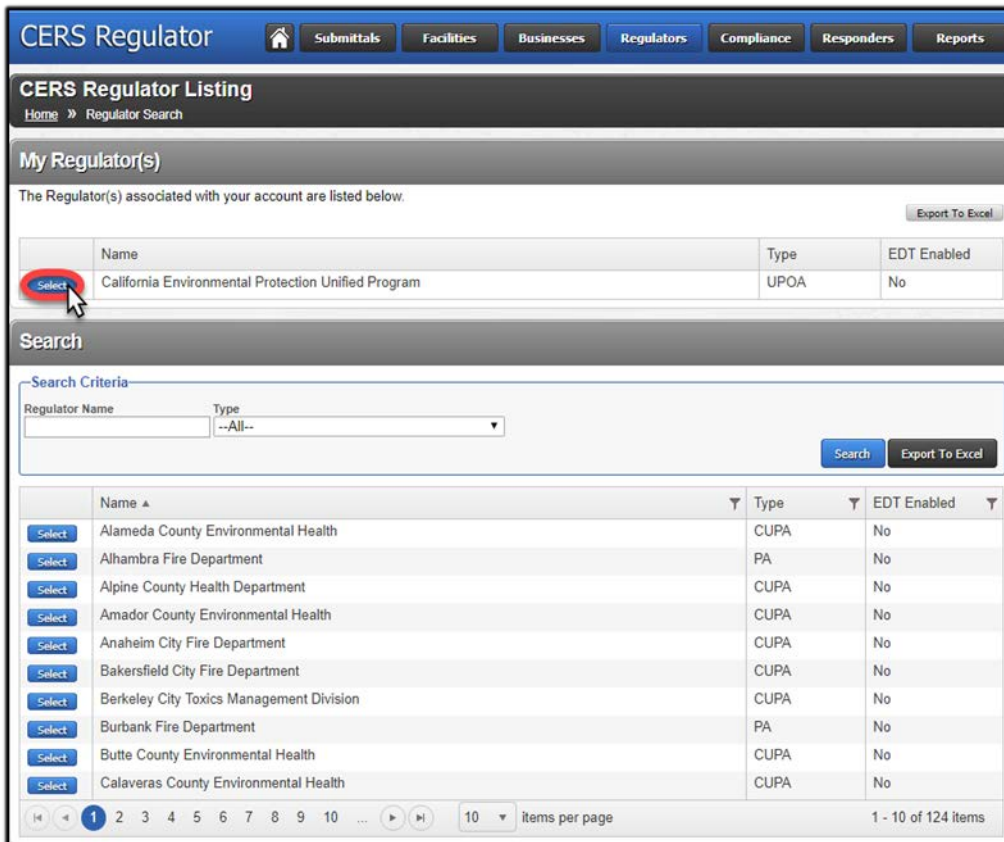 CERS Regulator Submittals Facilities Businesses Regulators Compliance Responders Reports
CERS Regulator Listing
Home » Regulator Search
My Regulator(s)
The Regulator(s) associated with your account are listed below.
Export To Excel
Name Type EDT Enabled
Select California Environmental Protection Unified Program UPOA No
Search
Search Criteria
Regulator Name Type
--All--
Search Export To Excel
Name Type EDT Enabled
Select Alameda County Environmental Health CUPA No
Select Alhambra Fire Department PA No
Select Alpine County Health Department CUPA No
Select Amador County Environmental Health CUPA No
Select Anaheim City Fire Department CUPA No
Select Bakersfield City Fire Department CUPA No
Select Berkeley City Toxics Management Division CUPA No
Select Burbank Fire Department PA No
Select Butte County Environmental Health CUPA No
Select Calaveras County Environmental Health CUPA No
1 2 3 4 5 6 7 8 9 10 ... 10 items per page 1 - 10 of 124 items